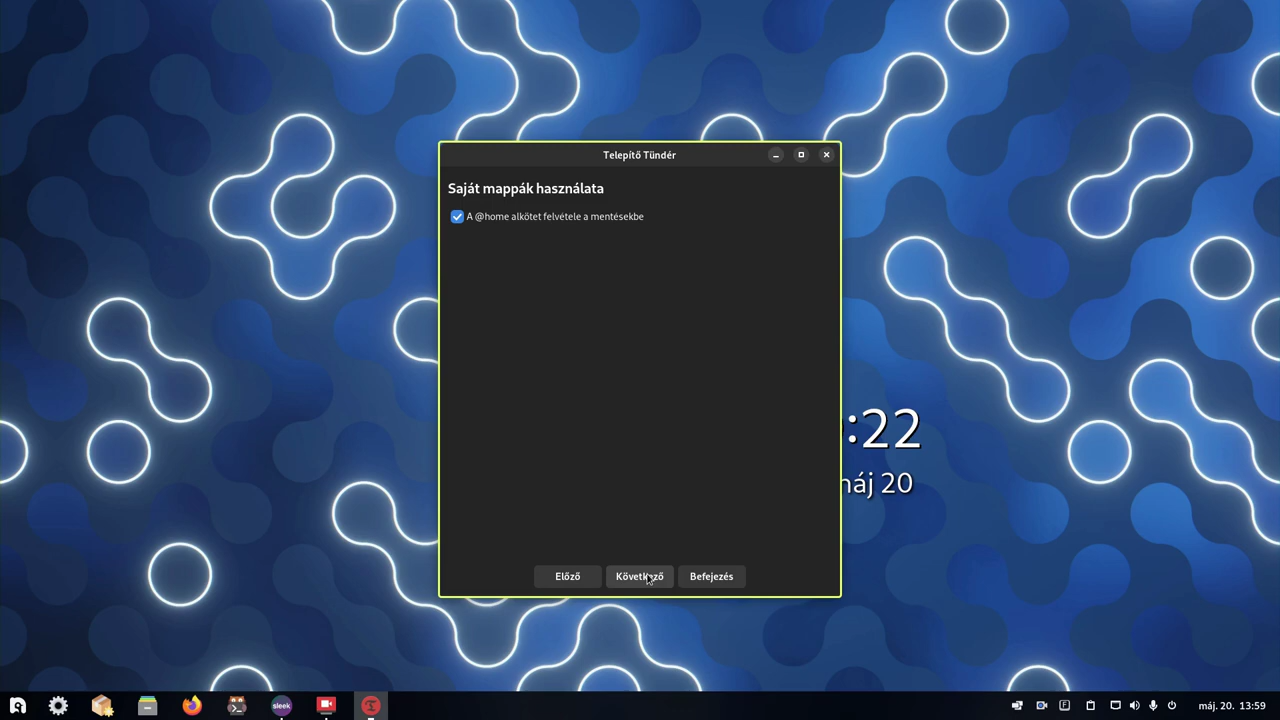 Telepítő Tündér
Saját mappák használata
A @home alkötet felvétele a mentésekbe
:22
máj 20
Előző
Következő
Befejezés
sleek
máj. 20. 13:59